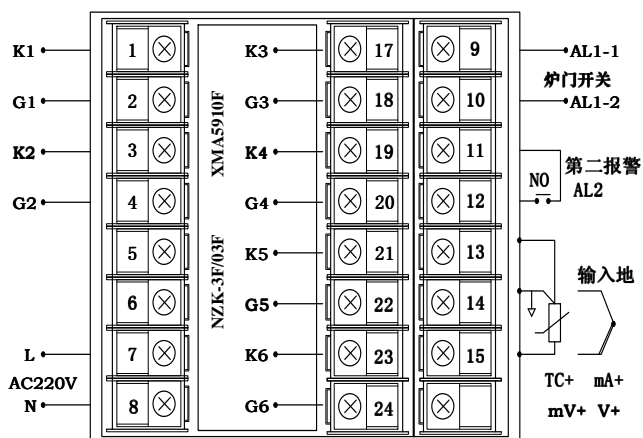 K1 1 K3 17 9 AL1-1
炉门开关
G1 2 G3 18 10 AL1-2
K2 3 K4 19 11
第二报警
NO AL2
G2 4 G4 20 12
5 K5 21 13
输入地
6 G5 22 14
L 7 K6 23 15
AC220V
TC+ mA+
N 8 G6 24
mV+ V+
XMA5910F
NZK-3F/03F